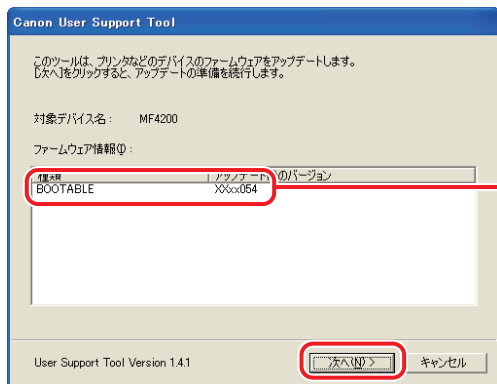 Canon User Support Tool
このツールは、プリンタなどのデバイスのファームウェアをアップデートします。
[次へ]をクリックすると、アップデートの準備を続行します。
対象デバイス名： MF4200
ファームウェア情報(I)：
種類 アップデート のバージョン
BOOTABLE XXxx054
User Support Tool Version 1.4.1
次へ(N) > キャンセル